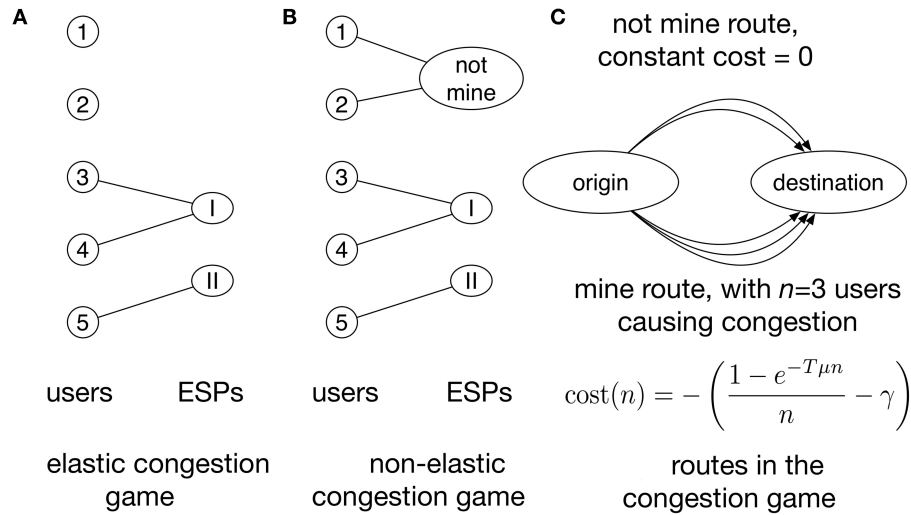 A
1
2
3
4
5
I
II
users ESPs
elastic congestion
game
B
1
2
3
4
5
not
mine
I
II
users ESPs
non-elastic
congestion game
C
not mine route,
constant cost = 0
origin
destination
mine route, with n=3 users
causing congestion
cost(n) = − ( (1 − e^{−Tμn}) / n − γ )
routes in the
congestion game